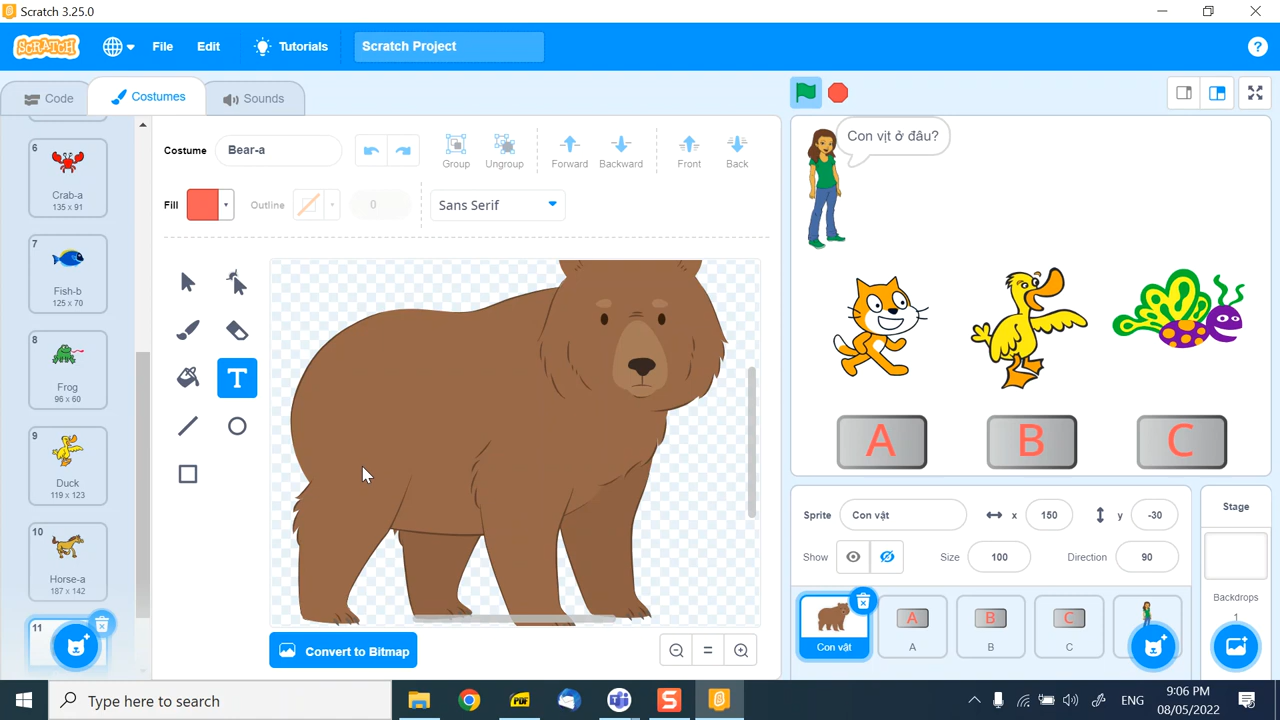 Scratch 3.25.0
SCRATCH
File
Edit
Tutorials
Scratch Project
?
Code
Costumes
Sounds
Costume
Bear-a
Group
Ungroup
Forward
Backward
Front
Back
Fill
Outline
0
Sans Serif
T
6
Crab-a
135 x 91
7
Fish-b
125 x 70
8
Frog
96 x 60
9
Duck
119 x 123
10
Horse-a
187 x 142
11
Convert to Bitmap
Con vịt ở đâu?
A
B
C
Sprite
Con vật
x
150
y
-30
Show
Size
100
Direction
90
Stage
Backdrops
1
Con vật
A
A
B
B
C
C
Type here to search
PDF
S
ENG
9:06 PM
08/05/2022